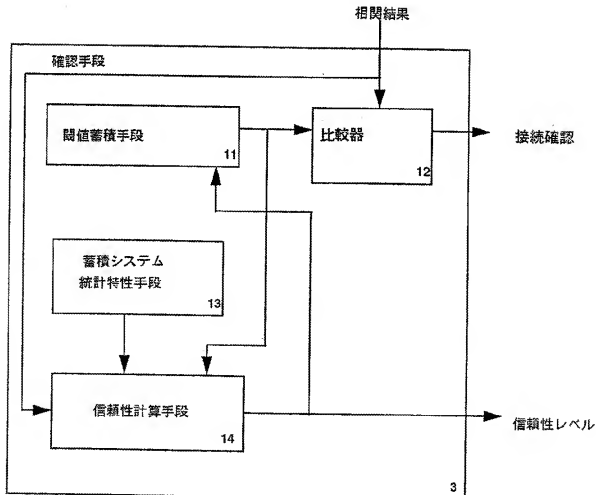 相関結果
確認手段
閾値蓄積手段
11
比較器
12
接続確認
蓄積システム
統計特性手段
13
信頼性計算手段
14
信頼性レベル
3